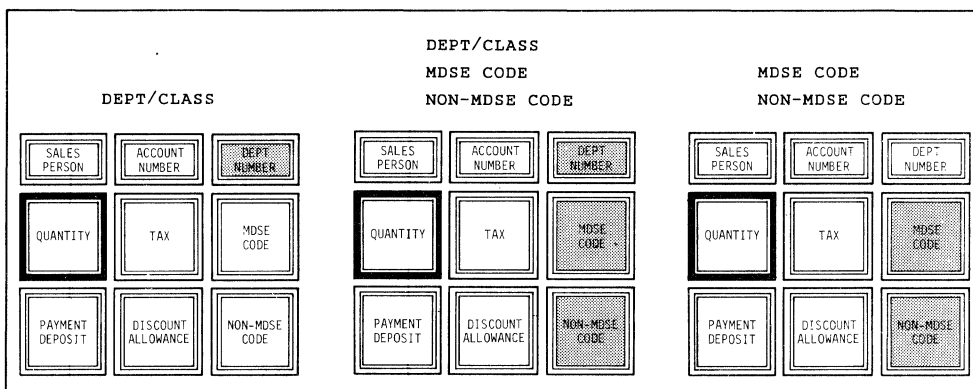 DEPT/CLASS
SALES
PERSON
ACCOUNT
NUMBER
DEPT
NUMBER
QUANTITY
TAX
MDSE
CODE
PAYMENT
DEPOSIT
DISCOUNT
ALLOWANCE
NON-MDSE
CODE
DEPT/CLASS
MDSE CODE
NON-MDSE CODE
SALES
PERSON
ACCOUNT
NUMBER
DEPT
NUMBER
QUANTITY
TAX
MDSE
CODE
PAYMENT
DEPOSIT
DISCOUNT
ALLOWANCE
NON-MDSE
CODE
MDSE CODE
NON-MDSE CODE
SALES
PERSON
ACCOUNT
NUMBER
DEPT
NUMBER
QUANTITY
TAX
MDSE
CODE
PAYMENT
DEPOSIT
DISCOUNT
ALLOWANCE
NON-MDSE
CODE